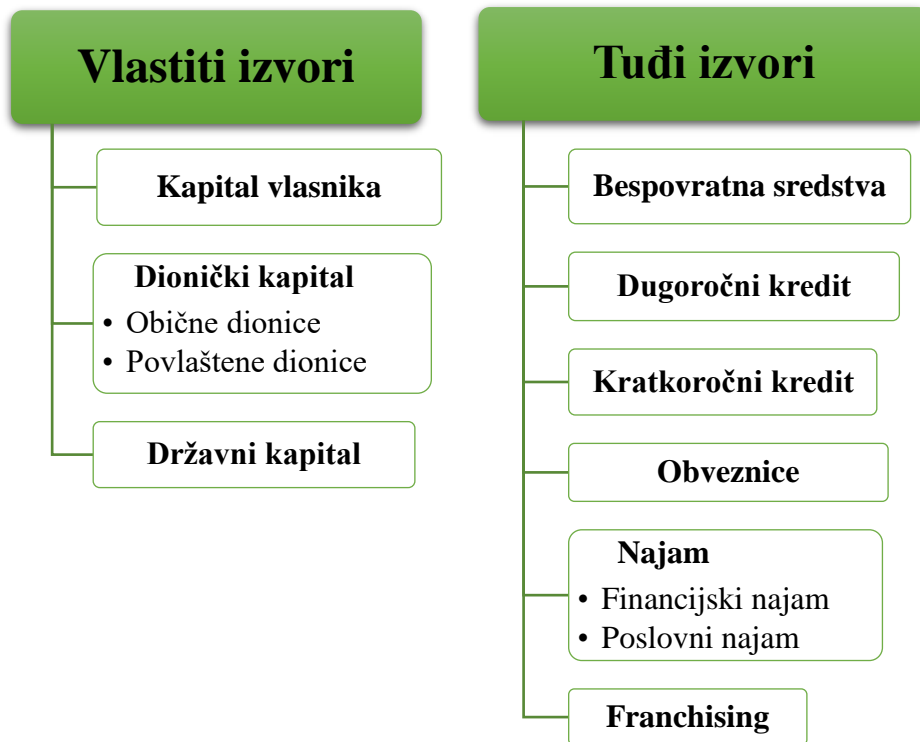 Vlastiti izvori
Kapital vlasnika
Dionički kapital
• Obične dionice
• Povlaštene dionice
Državni kapital
Tuđi izvori
Bespovratna sredstva
Dugoročni kredit
Kratkoročni kredit
Obveznice
Najam
• Financijski najam
• Poslovni najam
Franchising